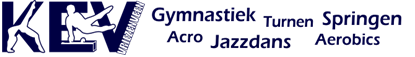 KEV
Gymnastiek Turnen Springen
Acro Jazzdans Aerobics